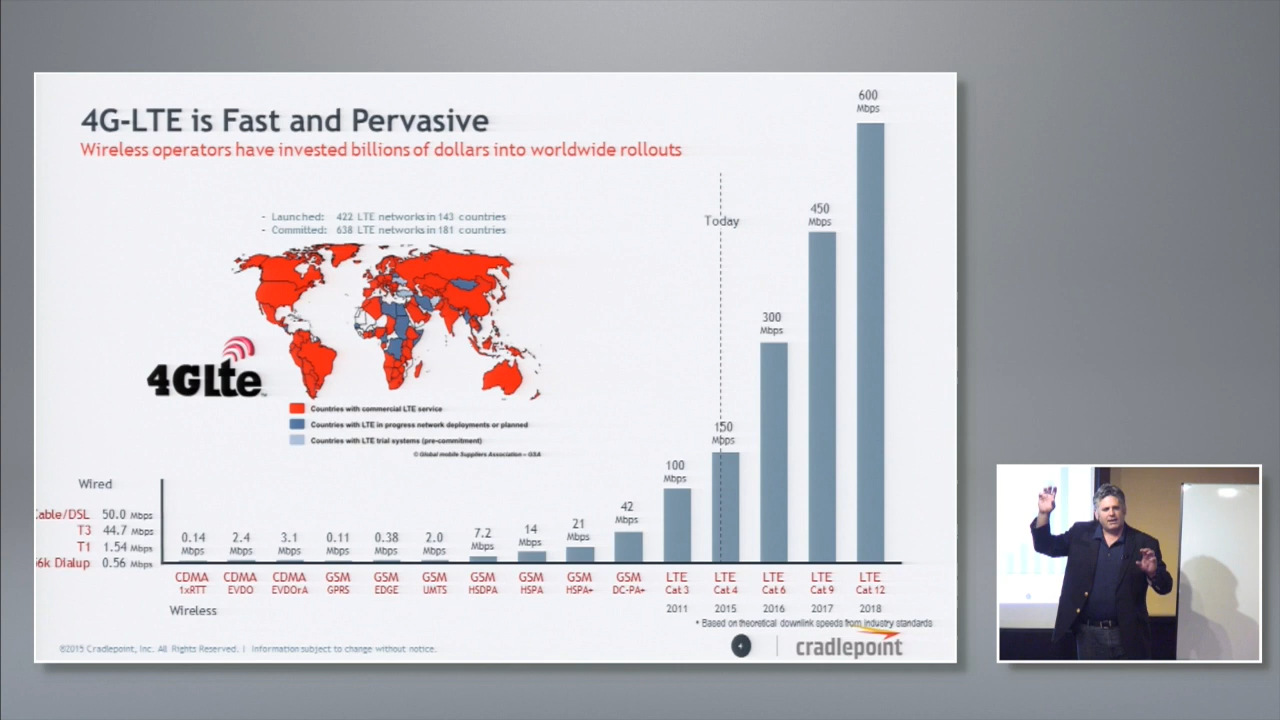 4G-LTE is Fast and Pervasive
Wireless operators have invested billions of dollars into worldwide rollouts
- Launched: 422 LTE networks in 143 countries
- Committed: 638 LTE networks in 181 countries
4GLte
Countries with commercial LTE service
Countries with LTE in progress network deployments or planned
Countries with LTE trial systems (pre-commitment)
© Global mobile Suppliers Association – GSA
Today
600
Mbps
450
Mbps
300
Mbps
150
Mbps
100
Mbps
42
Mbps
21
Mbps
14
Mbps
7.2
Mbps
2.0
Mbps
0.38
Mbps
0.11
Mbps
3.1
Mbps
2.4
Mbps
0.14
Mbps
Wired
Cable/DSL 50.0 Mbps
T3 44.7 Mbps
T1 1.54 Mbps
6k Dialup 0.56 Mbps
CDMA CDMA CDMA GSM GSM GSM GSM GSM GSM GSM LTE LTE LTE LTE LTE
1xRTT EVDO EVDOrA GPRS EDGE UMTS HSDPA HSPA HSPA+ DC-PA+ Cat 3 Cat 4 Cat 6 Cat 9 Cat 12
Wireless 2011 2015 2016 2017 2018
* Based on theoretical downlink speeds from industry standards
©2015 Cradlepoint, Inc. All Rights Reserved. | Information subject to change without notice.
4
cradlepoint